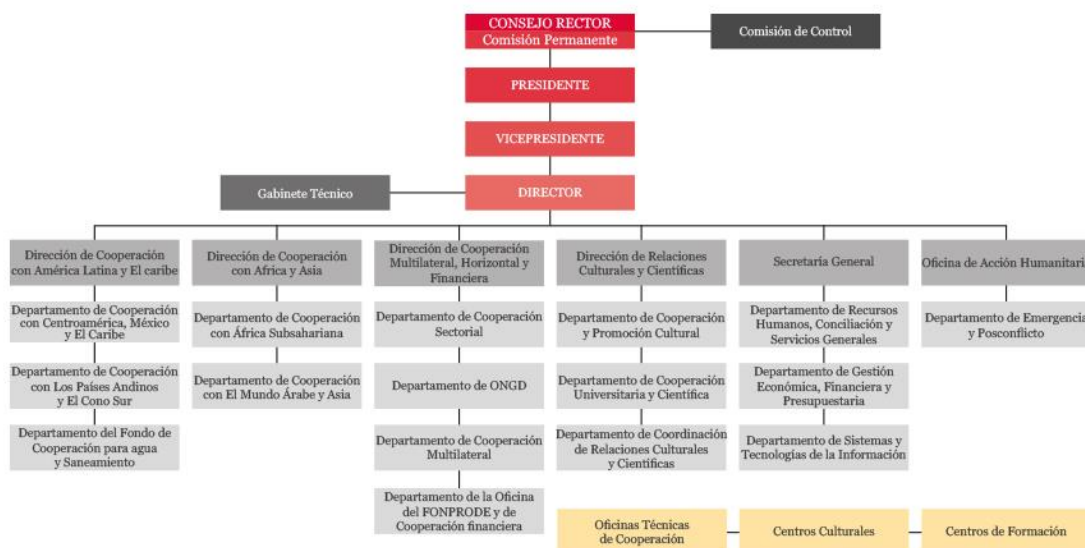 CONSEJO RECTOR
Comisión Permanente
Comisión de Control
PRESIDENTE
VICEPRESIDENTE
Gabinete Técnico
DIRECTOR
Dirección de Cooperación
con América Latina y El caribe
Dirección de Cooperación
con Africa y Asia
Dirección de Cooperación
Multilateral, Horizontal y
Financiera
Dirección de Relaciones
Culturales y Científicas
Secretaría General
Oficina de Acción Humanitaria
Departamento de Cooperación
con Centroamérica, México
y El Caribe
Departamento de Cooperación
con África Subsahariana
Departamento de Cooperación
Sectorial
Departamento de Cooperación
y Promoción Cultural
Departamento de Recursos
Humanos, Conciliación y
Servicios Generales
Departamento de Emergencia
y Posconflicto
Departamento de Cooperación
con Los Países Andinos
y El Cono Sur
Departamento de Cooperación
con El Mundo Árabe y Asia
Departamento de ONGD
Departamento de Cooperación
Universitaria y Científica
Departamento de Gestión
Económica, Financiera y
Presupuestaria
Departamento del Fondo de
Cooperación para agua
y Saneamiento
Departamento de Cooperación
Multilateral
Departamento de Coordinación
de Relaciones Culturales
y Científicas
Departamento de Sistemas y
Tecnologías de la Información
Departamento de la Oficina
del FONPRODE y de
Cooperación financiera
Oficinas Técnicas
de Cooperación
Centros Culturales
Centros de Formación